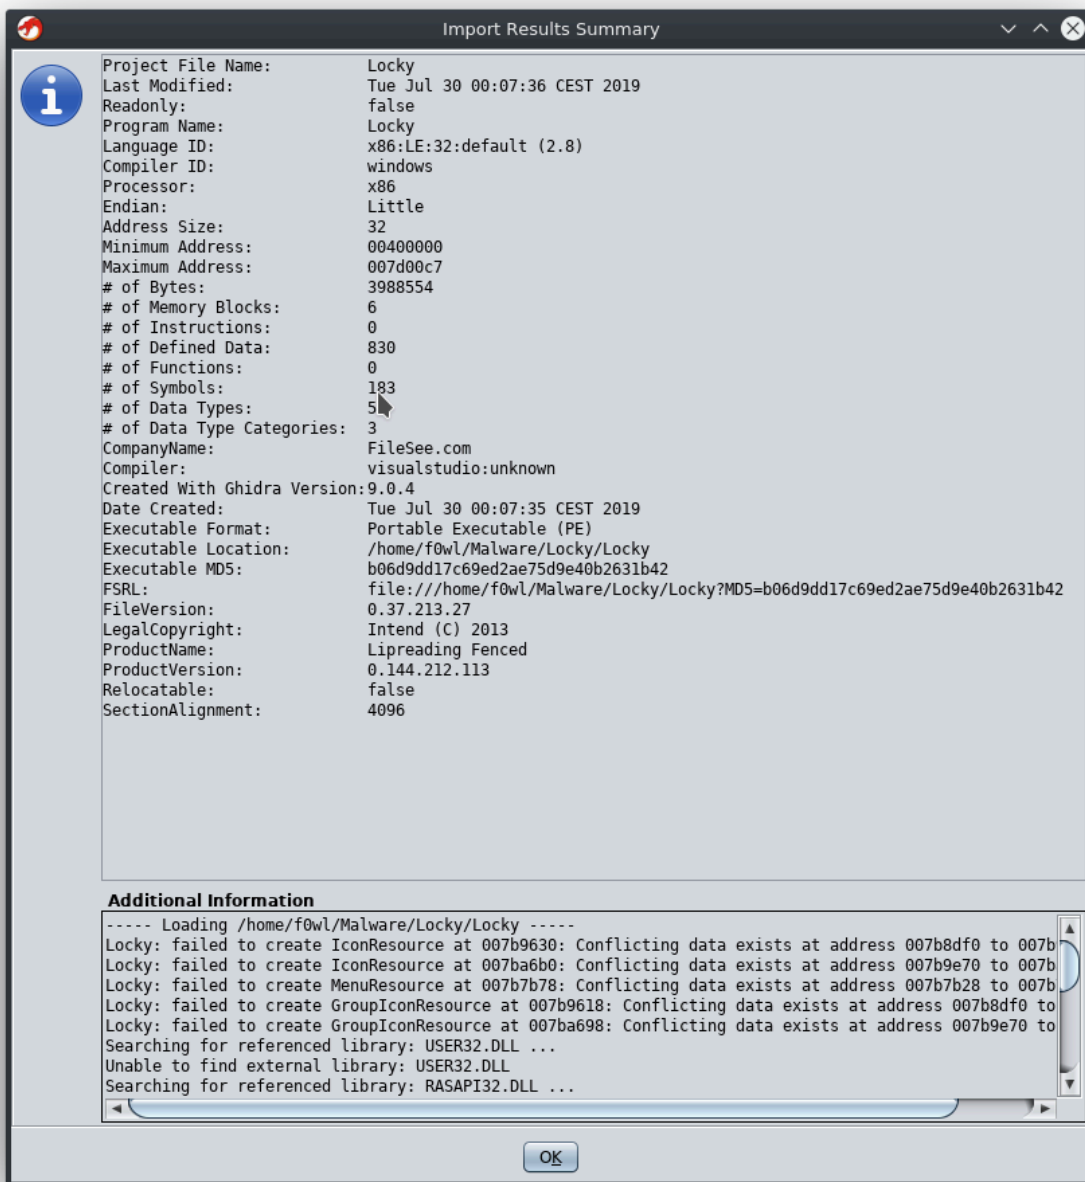 Import Results Summary
Project File Name: Locky
Last Modified: Tue Jul 30 00:07:36 CEST 2019
Readonly: false
Program Name: Locky
Language ID: x86:LE:32:default (2.8)
Compiler ID: windows
Processor: x86
Endian: Little
Address Size: 32
Minimum Address: 00400000
Maximum Address: 007d00c7
# of Bytes: 3988554
# of Memory Blocks: 6
# of Instructions: 0
# of Defined Data: 830
# of Functions: 0
# of Symbols: 183
# of Data Types: 5
# of Data Type Categories: 3
CompanyName: FileSee.com
Compiler: visualstudio:unknown
Created With Ghidra Version: 9.0.4
Date Created: Tue Jul 30 00:07:35 CEST 2019
Executable Format: Portable Executable (PE)
Executable Location: /home/f0wl/Malware/Locky/Locky
Executable MD5: b06d9dd17c69ed2ae75d9e40b2631b42
FSRL: file:///home/f0wl/Malware/Locky/Locky?MD5=b06d9dd17c69ed2ae75d9e40b2631b42
FileVersion: 0.37.213.27
LegalCopyright: Intend (C) 2013
ProductName: Lipreading Fenced
ProductVersion: 0.144.212.113
Relocatable: false
SectionAlignment: 4096
Additional Information
----- Loading /home/f0wl/Malware/Locky/Locky -----
Locky: failed to create IconResource at 007b9630: Conflicting data exists at address 007b8df0 to 007b
Locky: failed to create IconResource at 007ba6b0: Conflicting data exists at address 007b9e70 to 007b
Locky: failed to create MenuResource at 007b7b78: Conflicting data exists at address 007b7b28 to 007b
Locky: failed to create GroupIconResource at 007b9618: Conflicting data exists at address 007b8df0 to
Locky: failed to create GroupIconResource at 007ba698: Conflicting data exists at address 007b9e70 to
Searching for referenced library: USER32.DLL ...
Unable to find external library: USER32.DLL
Searching for referenced library: RASAPI32.DLL ...
OK